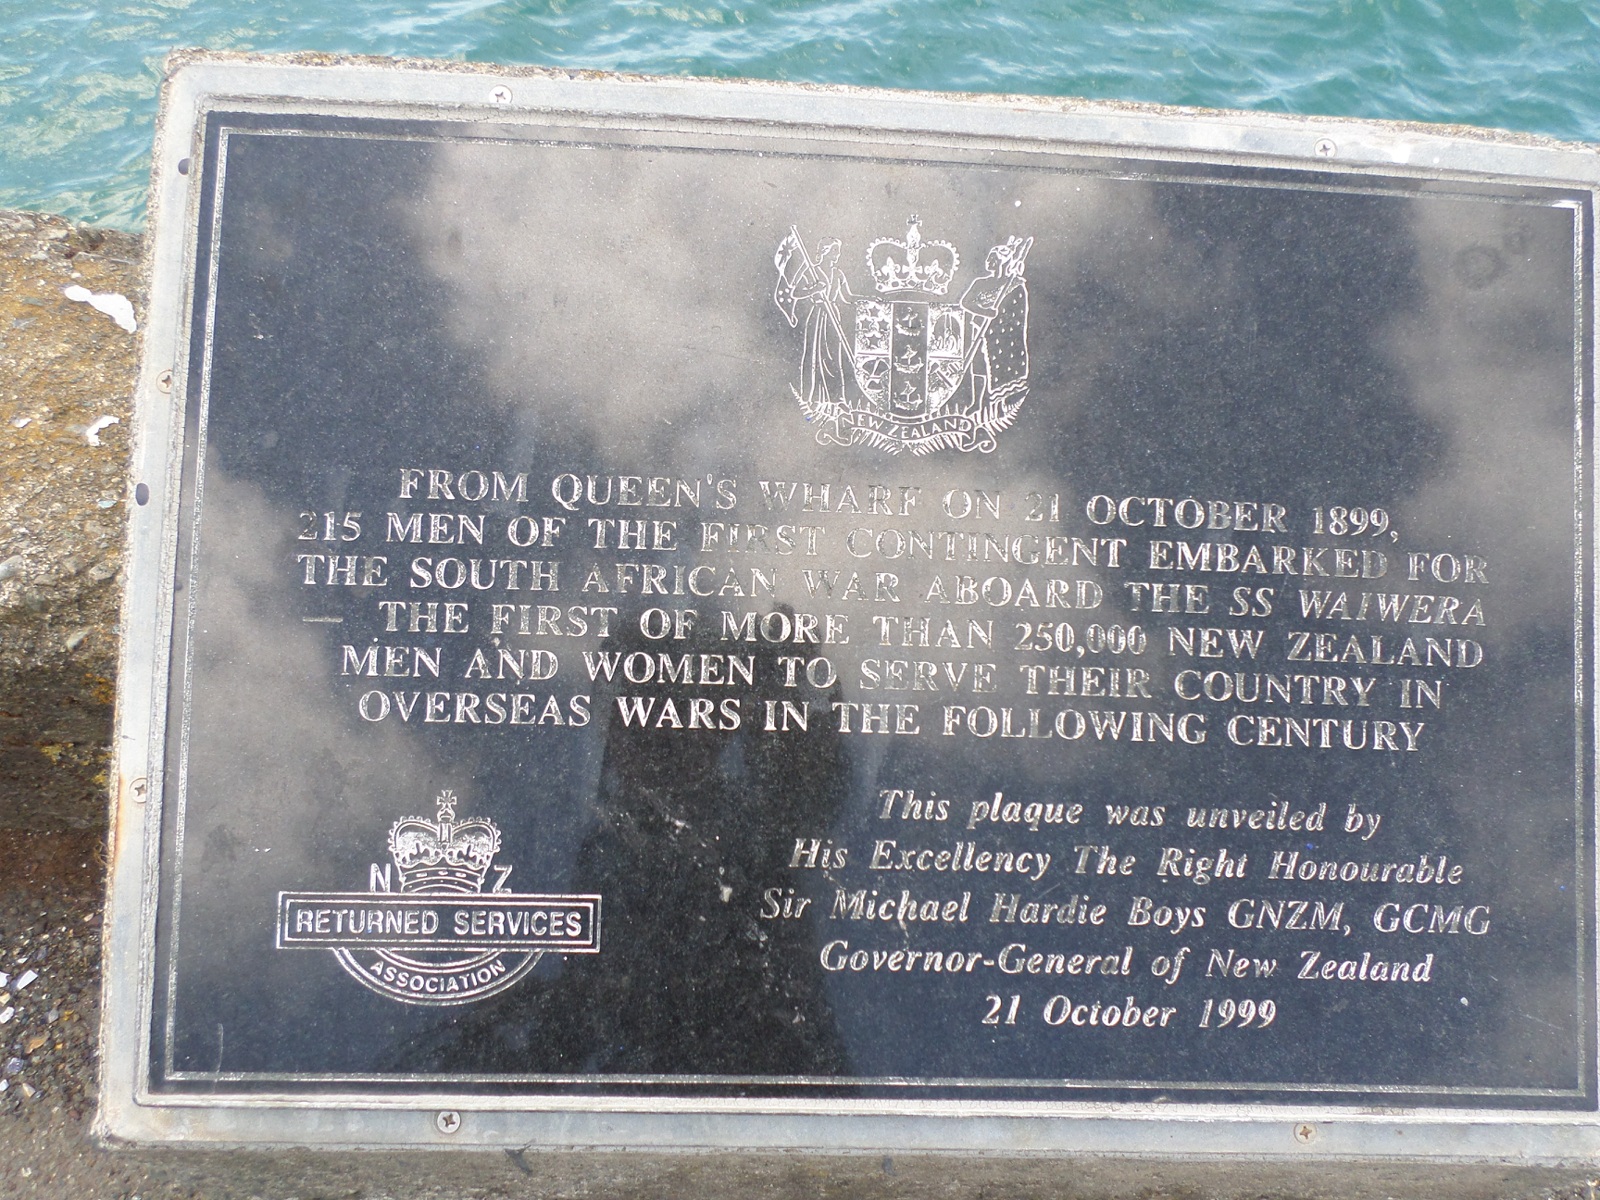 NEW ZEALAND
FROM QUEEN'S WHARF ON 21 OCTOBER 1899,
215 MEN OF THE FIRST CONTINGENT EMBARKED FOR
THE SOUTH AFRICAN WAR ABOARD THE SS WAIWERA
— THE FIRST OF MORE THAN 250,000 NEW ZEALAND
MEN AND WOMEN TO SERVE THEIR COUNTRY IN
OVERSEAS WARS IN THE FOLLOWING CENTURY
N Z
RETURNED SERVICES
ASSOCIATION
This plaque was unveiled by
His Excellency The Right Honourable
Sir Michael Hardie Boys GNZM, GCMG
Governor-General of New Zealand
21 October 1999